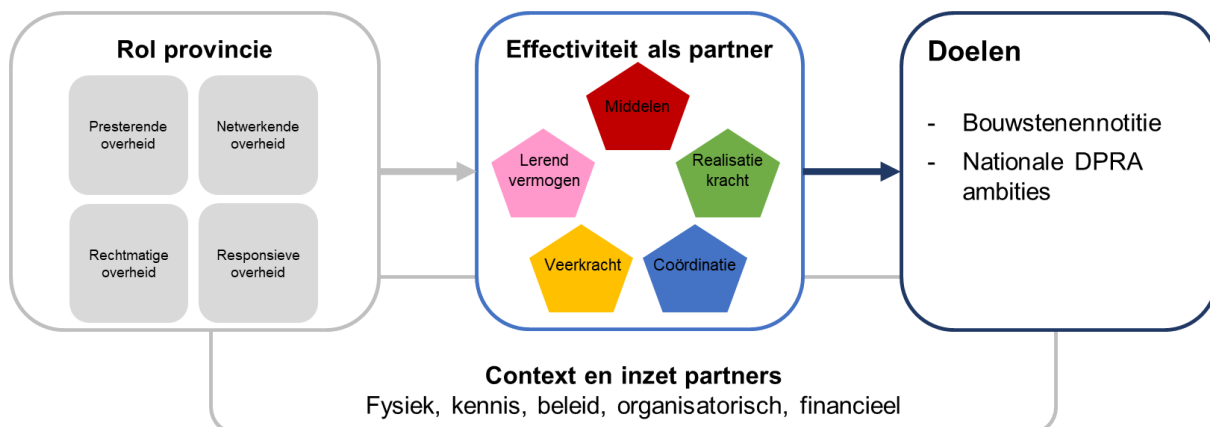 Rol provincie
Presterende
overheid
Netwerkende
overheid
Rechtmatige
overheid
Responsieve
overheid
Effectiviteit als partner
Middelen
Lerend
vermogen
Realisatie
kracht
Veerkracht
Coördinatie
Doelen
- Bouwstenennotitie
- Nationale DPRA
ambities
Context en inzet partners
Fysiek, kennis, beleid, organisatorisch, financieel